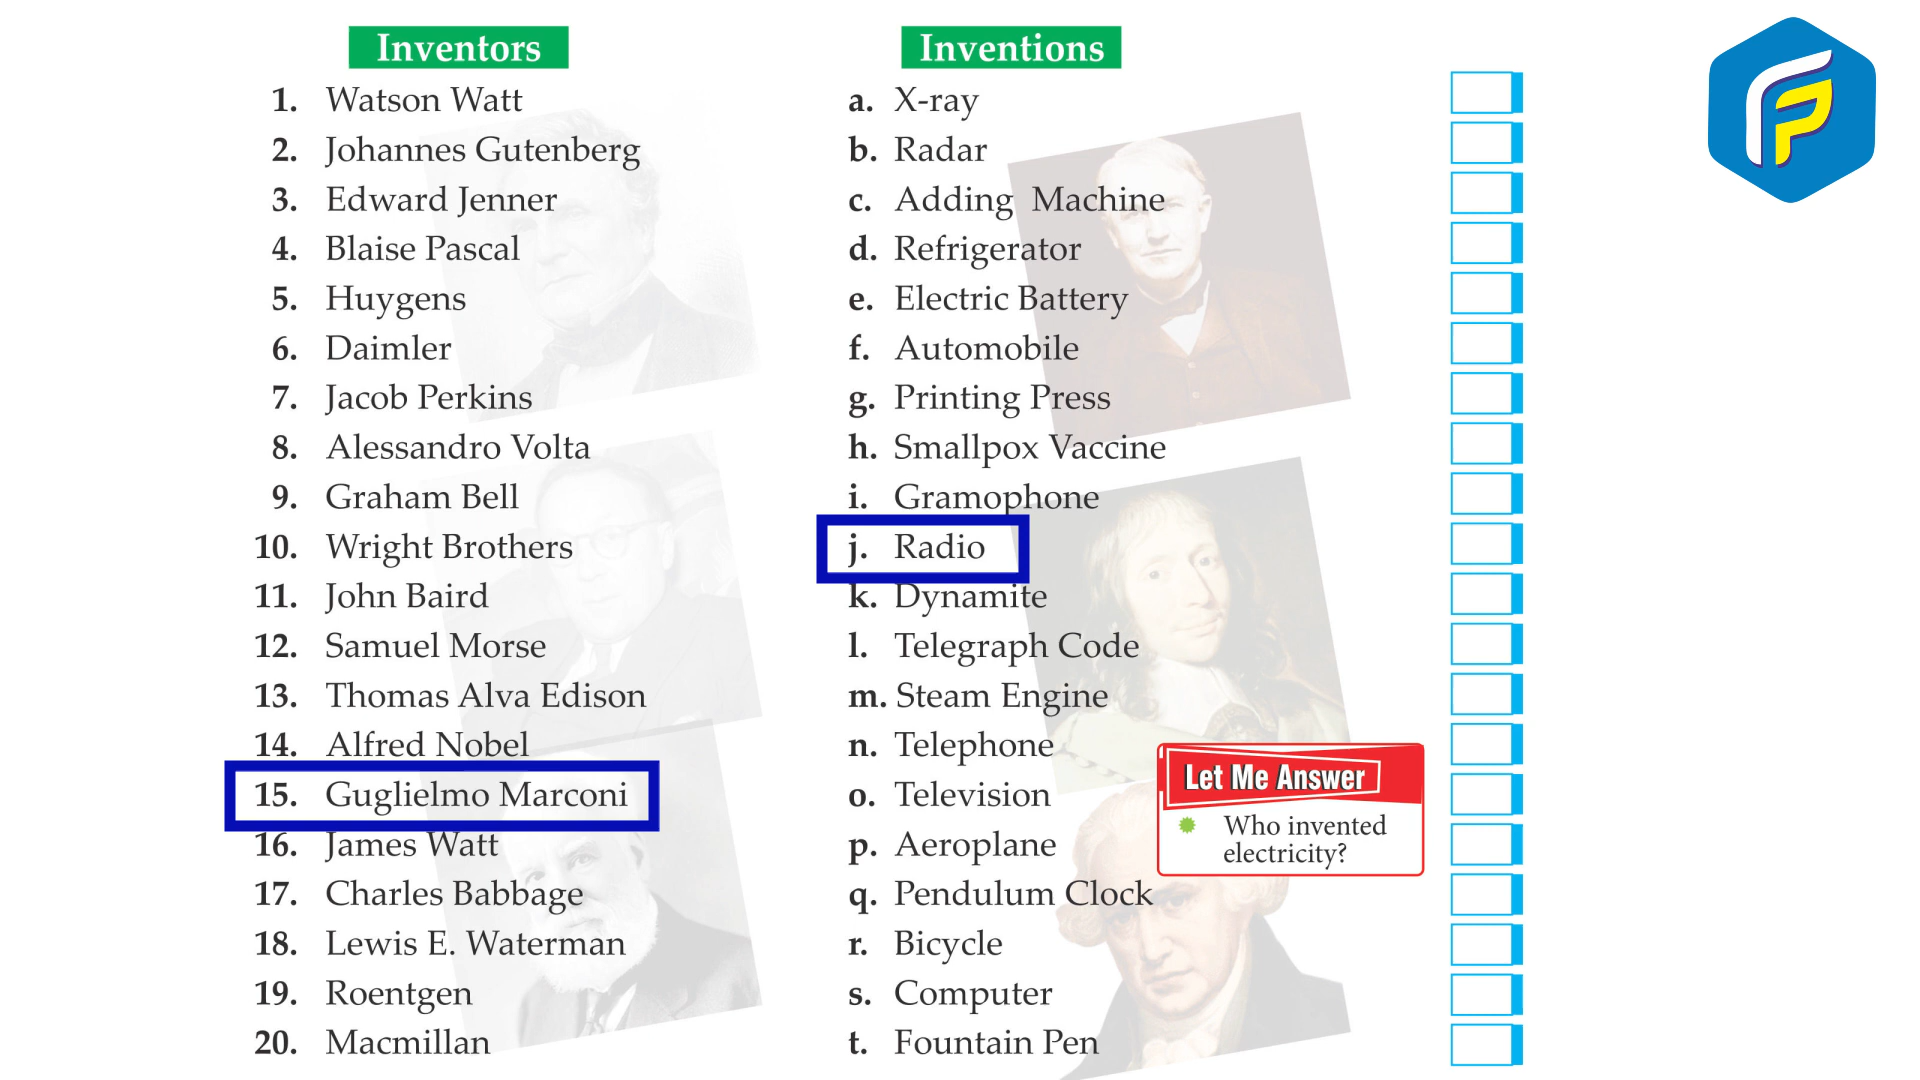 Inventors
1. Watson Watt
2. Johannes Gutenberg
3. Edward Jenner
4. Blaise Pascal
5. Huygens
6. Daimler
7. Jacob Perkins
8. Alessandro Volta
9. Graham Bell
10. Wright Brothers
11. John Baird
12. Samuel Morse
13. Thomas Alva Edison
14. Alfred Nobel
15. Guglielmo Marconi
16. James Watt
17. Charles Babbage
18. Lewis E. Waterman
19. Roentgen
20. Macmillan
Inventions
a. X-ray
b. Radar
c. Adding Machine
d. Refrigerator
e. Electric Battery
f. Automobile
g. Printing Press
h. Smallpox Vaccine
i. Gramophone
j. Radio
k. Dynamite
l. Telegraph Code
m. Steam Engine
n. Telephone
o. Television
p. Aeroplane
q. Pendulum Clock
r. Bicycle
s. Computer
t. Fountain Pen
Let Me Answer
Who invented
electricity?